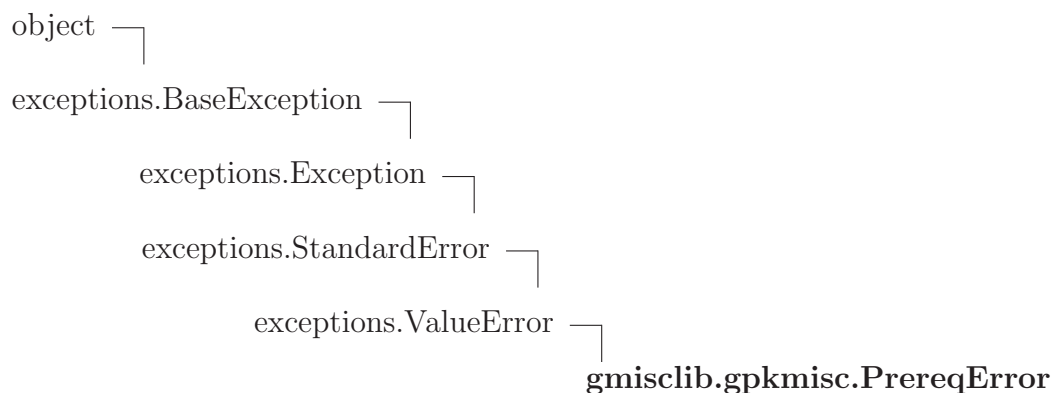 object
exceptions.BaseException
exceptions.Exception
exceptions.StandardError
exceptions.ValueError
gmisclib.gpkmisc.PrereqError